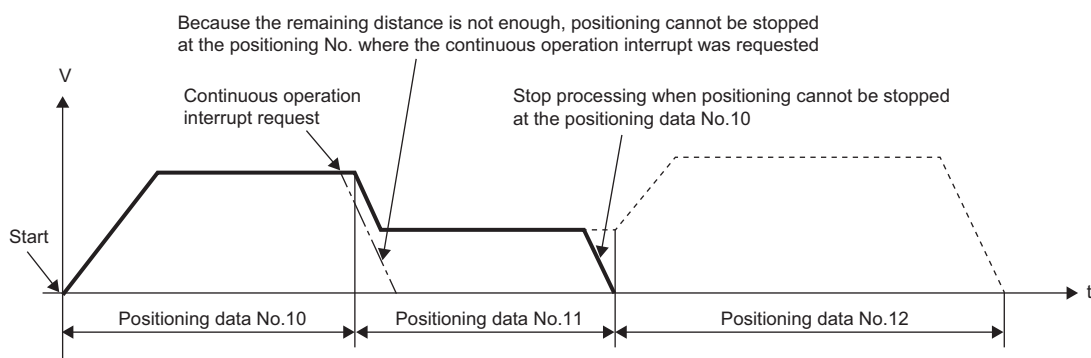 Because the remaining distance is not enough, positioning cannot be stopped
at the positioning No. where the continuous operation interrupt was requested
V
Continuous operation
interrupt request
Stop processing when positioning cannot be stopped
at the positioning data No.10
Start
t
Positioning data No.10
Positioning data No.11
Positioning data No.12